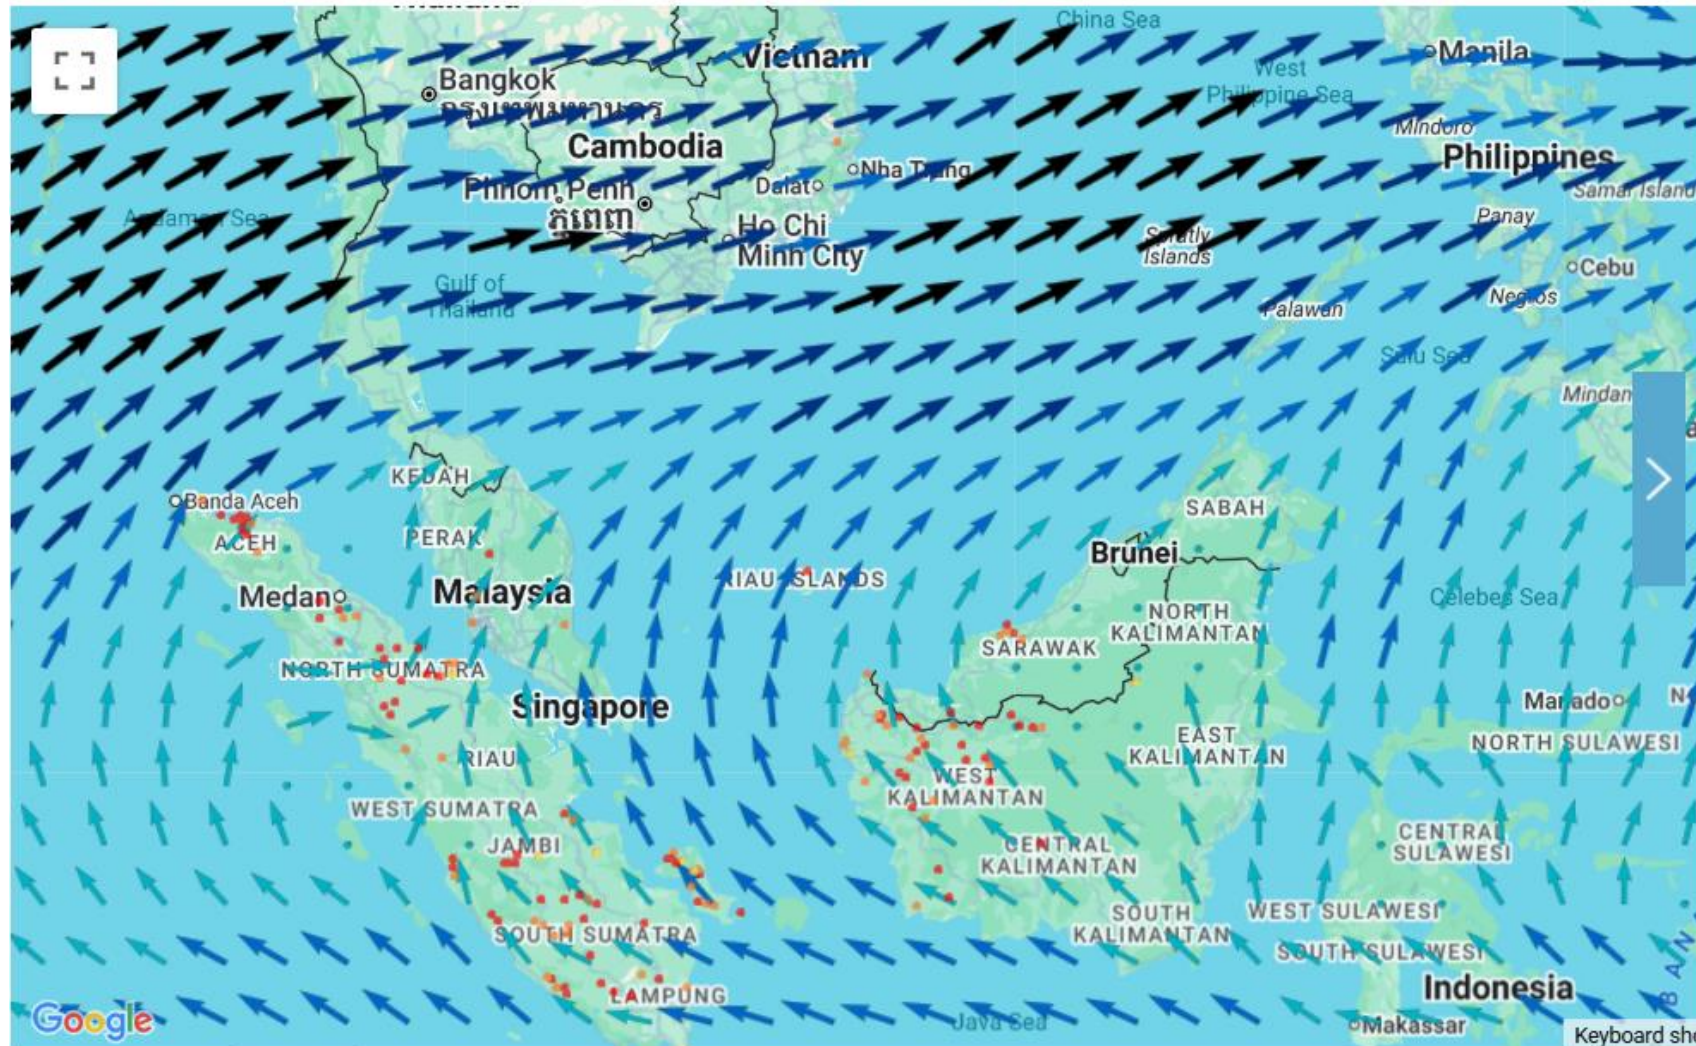 Thailand
China Sea
Vietnam
Manila
West
Philippine Sea
Bangkok
กรุงเทพมหานคร
Mindoro
Cambodia
Philippines
Nha Trang
Dalat
Phnom Penh
ភ្នំពេញ
Samar Island
Andaman Sea
Panay
Ho Chi
Minh City
Spratly
Islands
Cebu
Gulf of
Thailand
Negros
Palawan
Sulu Sea
Mindan
KEDAH
Banda Aceh
SABAH
ACEH
PERAK
Brunei
RIAU ISLANDS
Medan
Malaysia
Celebes Sea
NORTH
KALIMANTAN
SARAWAK
NORTH SUMATRA
Singapore
Manado
N
EAST
KALIMANTAN
NORTH SULAWESI
RIAU
WEST
KALIMANTAN
WEST SUMATRA
JAMBI
CENTRAL
KALIMANTAN
CENTRAL
SULAWESI
SOUTH
KALIMANTAN
WEST SULAWESI
SOUTH SUMATRA
SOUTH SULAWESI
BAN
LAMPUNG
Indonesia
Google
Java Sea
Makassar
Keyboard sho